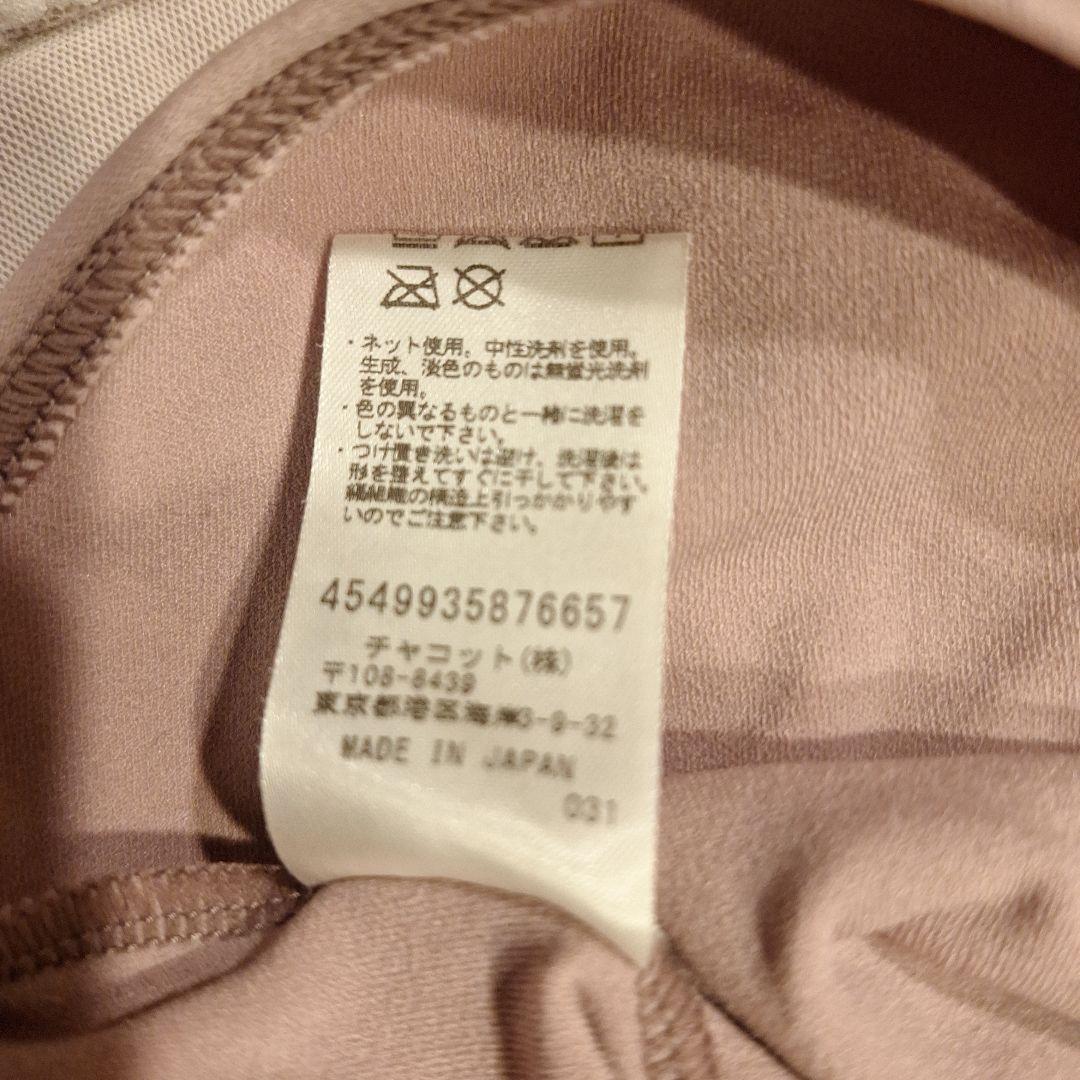 ・ネット使用。中性洗剤を使用。
生成、淡色のものは無蛍光洗剤
を使用。
・色の異なるものと一緒に洗濯を
しないで下さい。
・つけ置き洗いは避け、洗濯後は
形を整えてすぐに干して下さい。
編組織の構造上引っかかりやす
いのでご注意下さい。
4549935876657
チャコット(株)
〒108-8439
東京都港区海岸3-9-32
MADE IN JAPAN
031